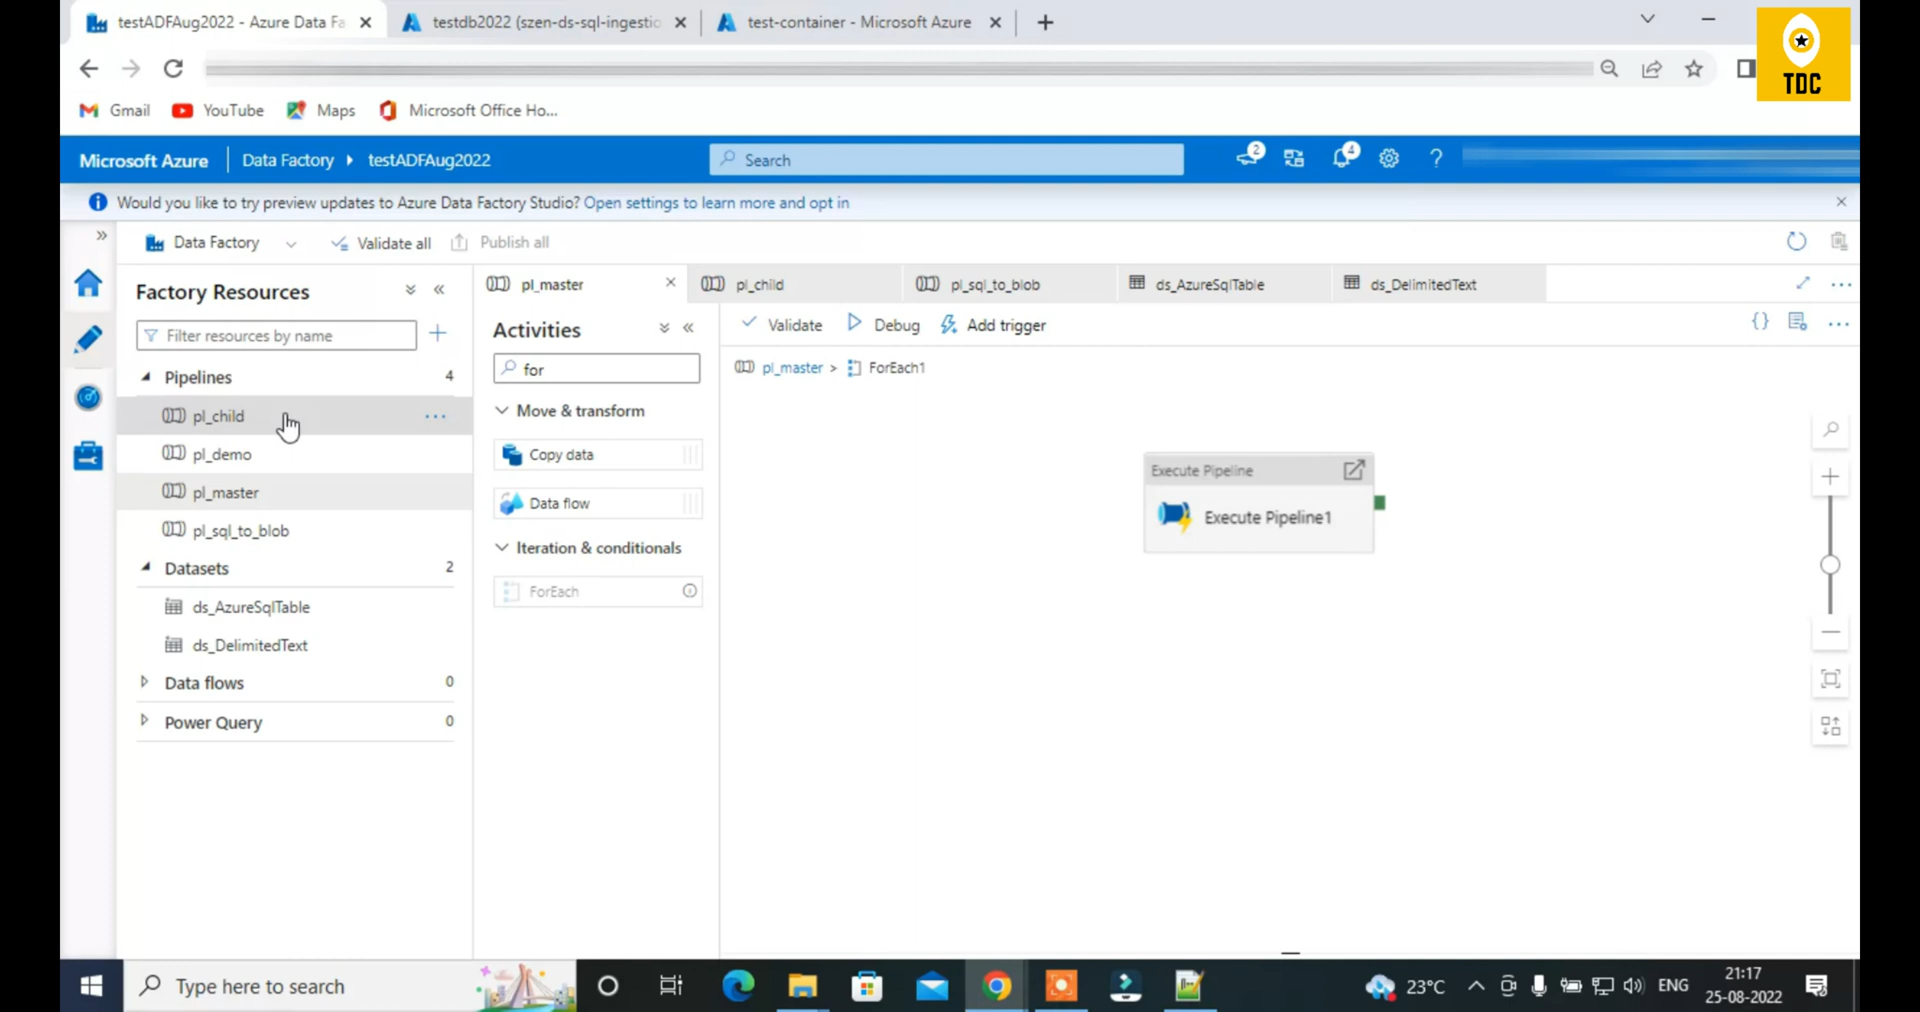 testADFAug2022 - Azure Data Fa
testdb2022 (szen-ds-sql-ingestio
test-container - Microsoft Azure
TDC
Gmail
YouTube
Maps
Microsoft Office Ho...
Microsoft Azure
Data Factory
testADFAug2022
Search
2
4
Would you like to try preview updates to Azure Data Factory Studio? Open settings to learn more and opt in
Data Factory
Validate all
Publish all
Factory Resources
Filter resources by name
Pipelines 4
pl_child
pl_demo
pl_master
pl_sql_to_blob
Datasets 2
ds_AzureSqlTable
ds_DelimitedText
Data flows 0
Power Query 0
pl_master
pl_child
pl_sql_to_blob
ds_AzureSqlTable
ds_DelimitedText
Activities
for
Move & transform
Copy data
Data flow
Iteration & conditionals
ForEach
Validate
Debug
Add trigger
pl_master > ForEach1
Execute Pipeline
Execute Pipeline1
Type here to search
23°C
ENG
21:17
25-08-2022